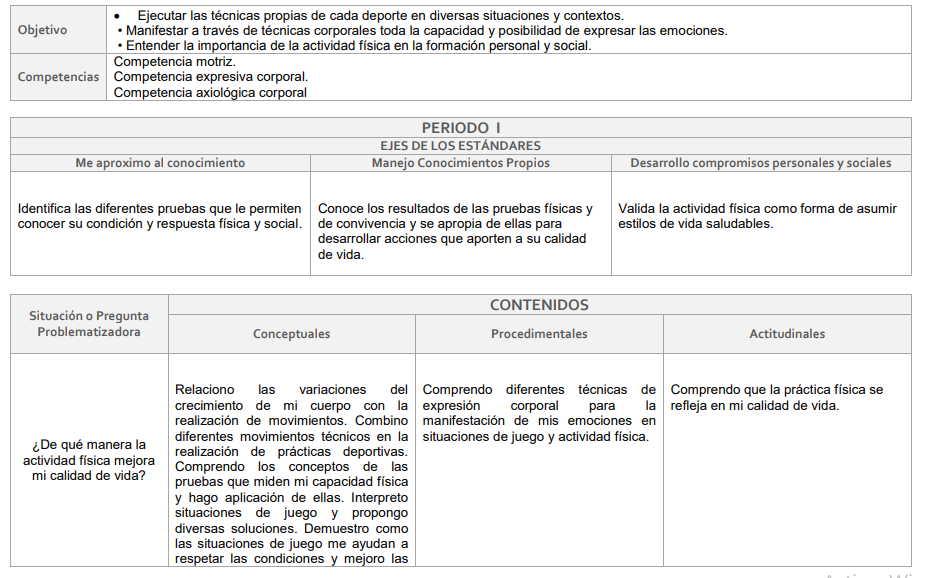 Objetivo
• Ejecutar las técnicas propias de cada deporte en diversas situaciones y contextos.
• Manifestar a través de técnicas corporales toda la capacidad y posibilidad de expresar las emociones.
• Entender la importancia de la actividad física en la formación personal y social.
Competencias
Competencia motriz.
Competencia expresiva corporal.
Competencia axiológica corporal
PERIODO I
EJES DE LOS ESTÁNDARES
Me aproximo al conocimiento
Manejo Conocimientos Propios
Desarrollo compromisos personales y sociales
Identifica las diferentes pruebas que le permiten
conocer su condición y respuesta física y social.
Conoce los resultados de las pruebas físicas y
de convivencia y se apropia de ellas para
desarrollar acciones que aporten a su calidad
de vida.
Valida la actividad física como forma de asumir
estilos de vida saludables.
Situación o Pregunta
Problematizadora
CONTENIDOS
Conceptuales
Procedimentales
Actitudinales
¿De qué manera la
actividad física mejora
mi calidad de vida?
Relaciono las variaciones del
crecimiento de mi cuerpo con la
realización de movimientos. Combino
diferentes movimientos técnicos en la
realización de prácticas deportivas.
Comprendo los conceptos de las
pruebas que miden mi capacidad física
y hago aplicación de ellas. Interpreto
situaciones de juego y propongo
diversas soluciones. Demuestro como
las situaciones de juego me ayudan a
respetar las condiciones y mejoro las
Comprendo diferentes técnicas de
expresión corporal para la
manifestación de mis emociones en
situaciones de juego y actividad física.
Comprendo que la práctica física se
refleja en mi calidad de vida.